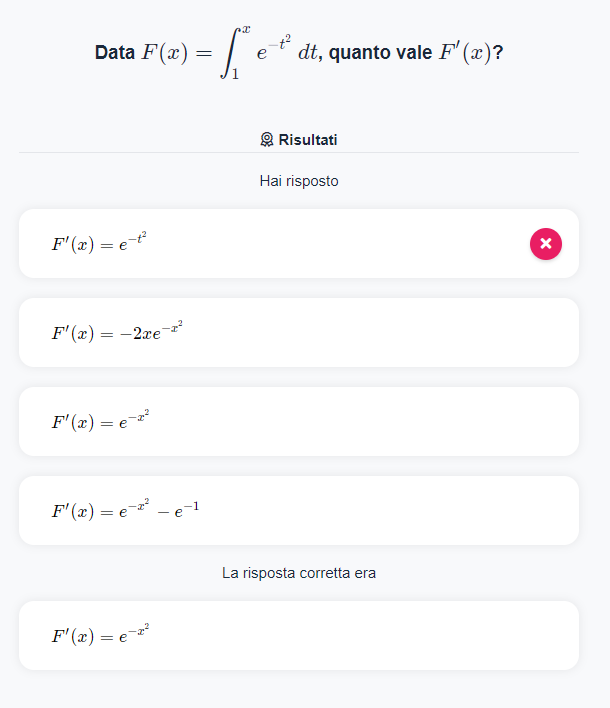 Data $F(x) = \int_1^x e^{-t^2} \, dt$, quanto vale $F'(x)$?
Risultati
Hai risposto
$F'(x) = e^{-t^2}$
$F'(x) = -2xe^{-x^2}$
$F'(x) = e^{-x^2}$
$F'(x) = e^{-x^2} - e^{-1}$
La risposta corretta era
$F'(x) = e^{-x^2}$